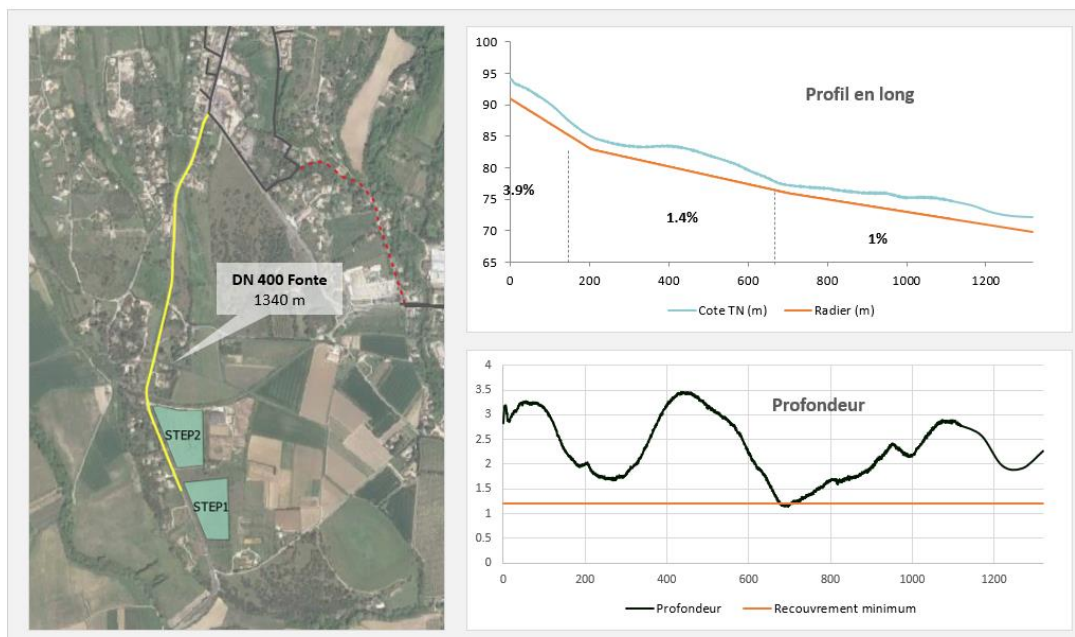 DN 400 Fonte
1340 m
STEP2
STEP1
Profil en long
100
95
90
85
80
75
70
65
3.9%
1.4%
1%
0 200 400 600 800 1000 1200
Cote TN (m) Radier (m)
Profondeur
4
3.5
3
2.5
2
1.5
1
0.5
0
0 200 400 600 800 1000 1200
Profondeur Recouvrement minimum